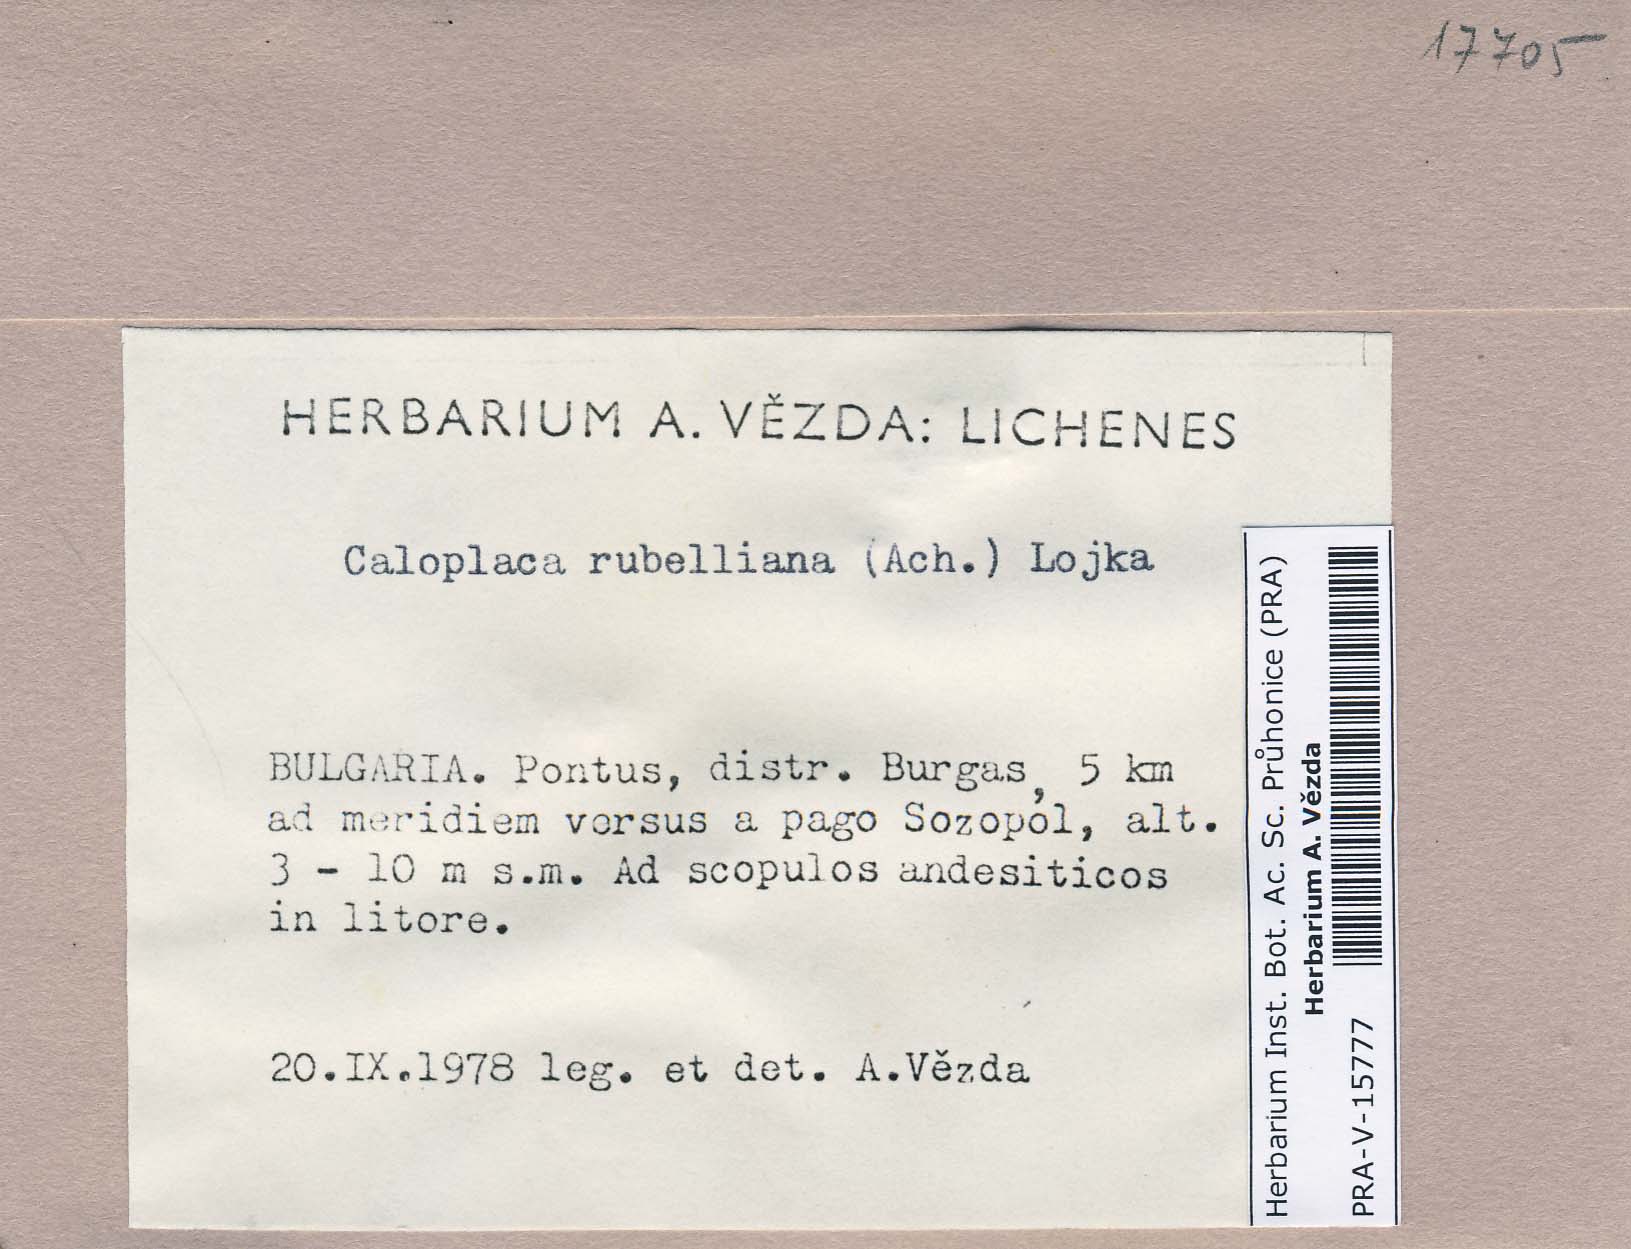 17705
HERBARIUM A. VĚZDA: LICHENES
Caloplaca rubelliana (Ach.) Lojka
BULGARIA. Pontus, distr. Burgas, 5 km
ad meridiem versus a pago Sozopol, alt.
3 - 10 m s.m. Ad scopulos andesiticos
in litore.
20.IX.1978 leg. et det. A.Vězda
Herbarium Inst. Bot. Ac. Sc. Průhonice (PRA)
Herbarium A. Vězda
PRA-V-15777